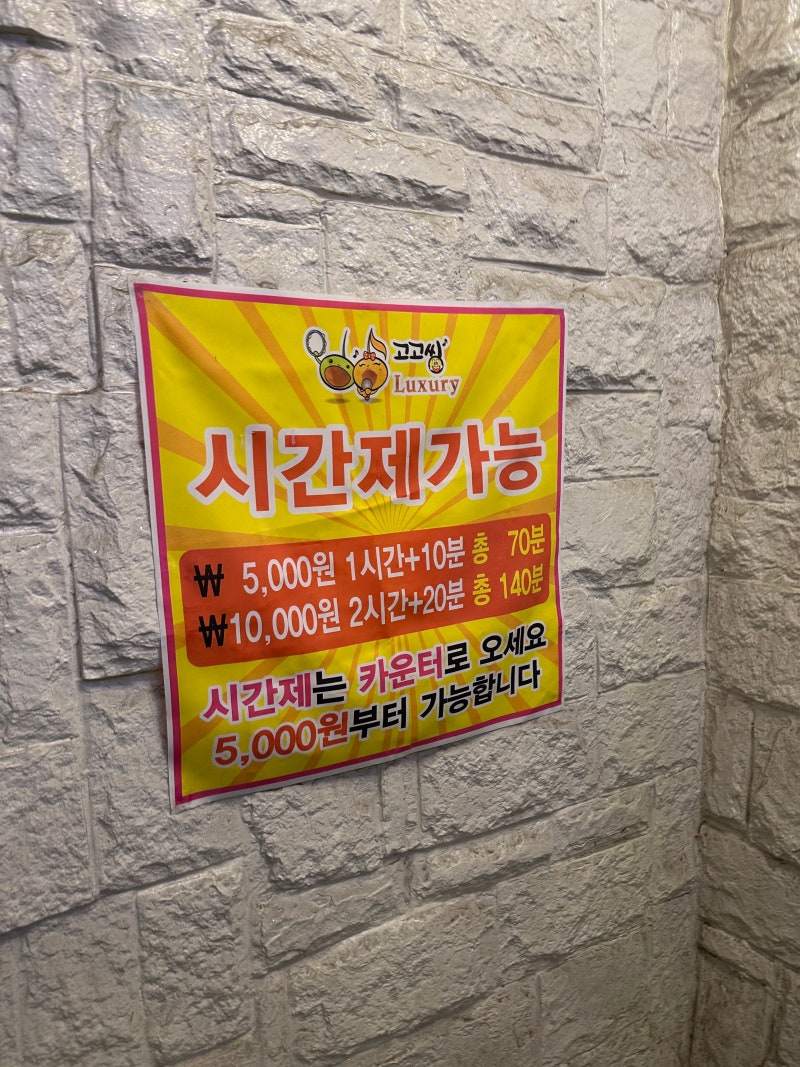 고고씽
Luxury
시간제가능
₩ 5,000원 1시간+10분 총 70분
₩10,000원 2시간+20분 총 140분
시간제는 카운터로 오세요
5,000원부터 가능합니다